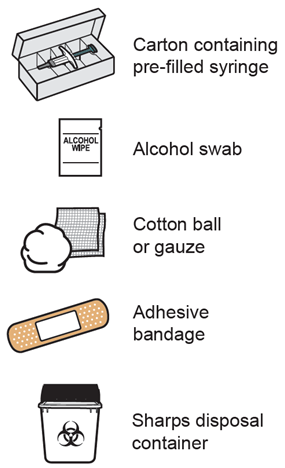 Carton containing
pre-filled syringe
ALCOHOL
WIPE
Alcohol swab
Cotton ball
or gauze
Adhesive
bandage
Sharps disposal
container